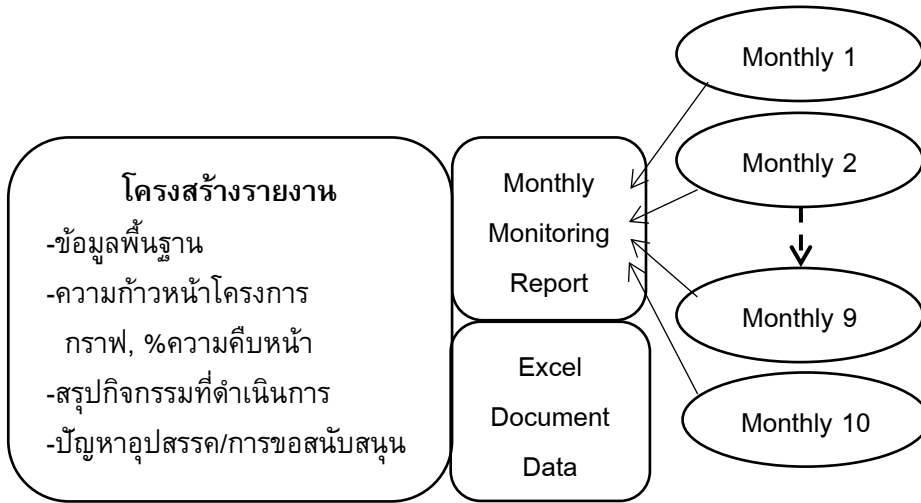 โครงสร้างรายงาน
-ข้อมูลพื้นฐาน
-ความก้าวหน้าโครงการ
กราฟ, %ความคืบหน้า
-สรุปกิจกรรมที่ดำเนินการ
-ปัญหาอุปสรรค/การขอสนับสนุน
Monthly
Monitoring
Report
Excel
Document
Data
Monthly 1
Monthly 2
Monthly 9
Monthly 10